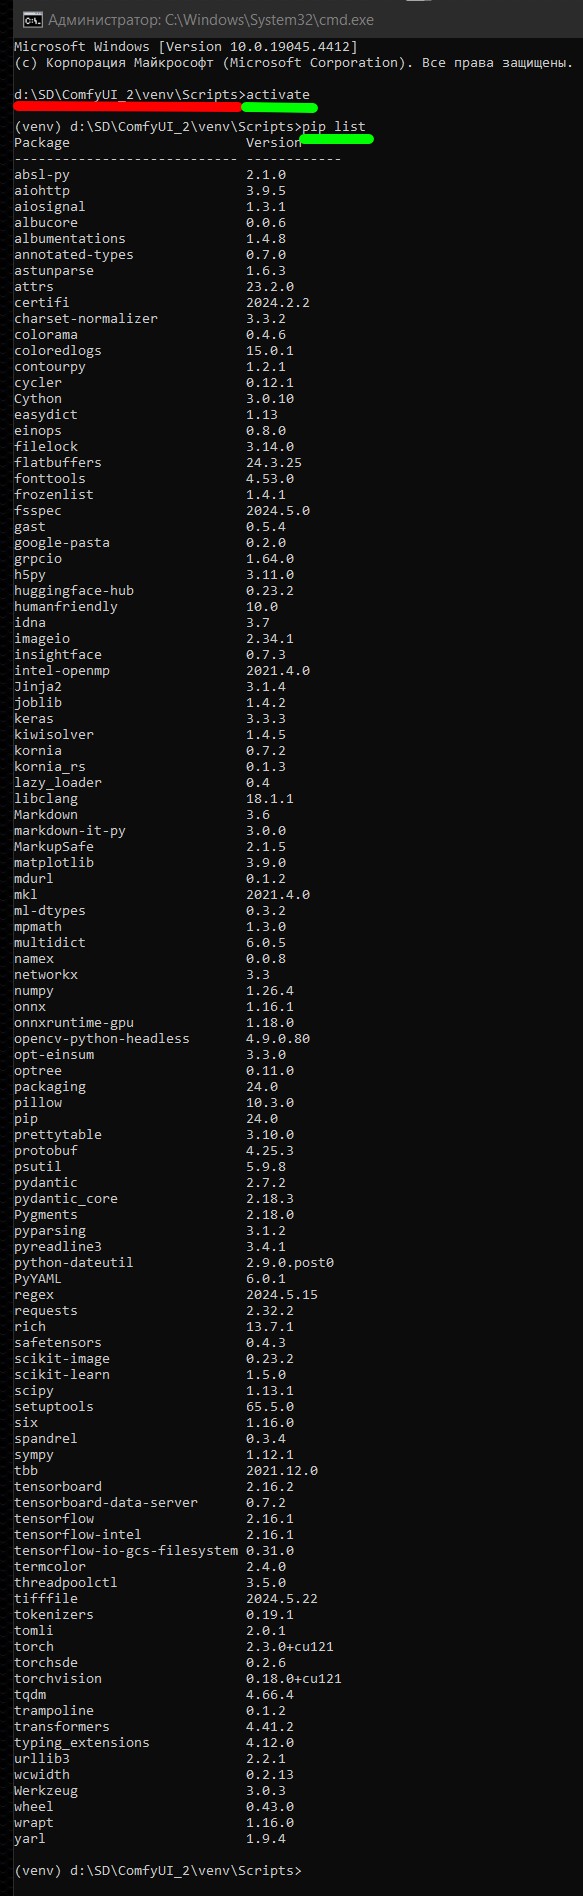 Администратор: C:\Windows\System32\cmd.exe
Microsoft Windows [Version 10.0.19045.4412]
(c) Корпорация Майкрософт (Microsoft Corporation). Все права защищены.
d:\SD\ComfyUI_2\venv\Scripts>activate
(venv) d:\SD\ComfyUI_2\venv\Scripts>pip list
Package Version
---------------------------- ------------
absl-py 2.1.0
aiohttp 3.9.5
aiosignal 1.3.1
albucore 0.0.6
albumentations 1.4.8
annotated-types 0.7.0
astunparse 1.6.3
attrs 23.2.0
certifi 2024.2.2
charset-normalizer 3.3.2
colorama 0.4.6
coloredlogs 15.0.1
contourpy 1.2.1
cycler 0.12.1
Cython 3.0.10
easydict 1.13
einops 0.8.0
filelock 3.14.0
flatbuffers 24.3.25
fonttools 4.53.0
frozenlist 1.4.1
fsspec 2024.5.0
gast 0.5.4
google-pasta 0.2.0
grpcio 1.64.0
h5py 3.11.0
huggingface-hub 0.23.2
humanfriendly 10.0
idna 3.7
imageio 2.34.1
insightface 0.7.3
intel-openmp 2021.4.0
Jinja2 3.1.4
joblib 1.4.2
keras 3.3.3
kiwisolver 1.4.5
kornia 0.7.2
kornia_rs 0.1.3
lazy_loader 0.4
libclang 18.1.1
Markdown 3.6
markdown-it-py 3.0.0
MarkupSafe 2.1.5
matplotlib 3.9.0
mdurl 0.1.2
mkl 2021.4.0
ml-dtypes 0.3.2
mpmath 1.3.0
multidict 6.0.5
namex 0.0.8
networkx 3.3
numpy 1.26.4
onnx 1.16.1
onnxruntime-gpu 1.18.0
opencv-python-headless 4.9.0.80
opt-einsum 3.3.0
optree 0.11.0
packaging 24.0
pillow 10.3.0
pip 24.0
prettytable 3.10.0
protobuf 4.25.3
psutil 5.9.8
pydantic 2.7.2
pydantic_core 2.18.3
Pygments 2.18.0
pyparsing 3.1.2
pyreadline3 3.4.1
python-dateutil 2.9.0.post0
PyYAML 6.0.1
regex 2024.5.15
requests 2.32.2
rich 13.7.1
safetensors 0.4.3
scikit-image 0.23.2
scikit-learn 1.5.0
scipy 1.13.1
setuptools 65.5.0
six 1.16.0
spandrel 0.3.4
sympy 1.12.1
tbb 2021.12.0
tensorboard 2.16.2
tensorboard-data-server 0.7.2
tensorflow 2.16.1
tensorflow-intel 2.16.1
tensorflow-io-gcs-filesystem 0.31.0
termcolor 2.4.0
threadpoolctl 3.5.0
tifffile 2024.5.22
tokenizers 0.19.1
tomli 2.0.1
torch 2.3.0+cu121
torchsde 0.2.6
torchvision 0.18.0+cu121
tqdm 4.66.4
trampoline 0.1.2
transformers 4.41.2
typing_extensions 4.12.0
urllib3 2.2.1
wcwidth 0.2.13
Werkzeug 3.0.3
wheel 0.43.0
wrapt 1.16.0
yarl 1.9.4
(venv) d:\SD\ComfyUI_2\venv\Scripts>